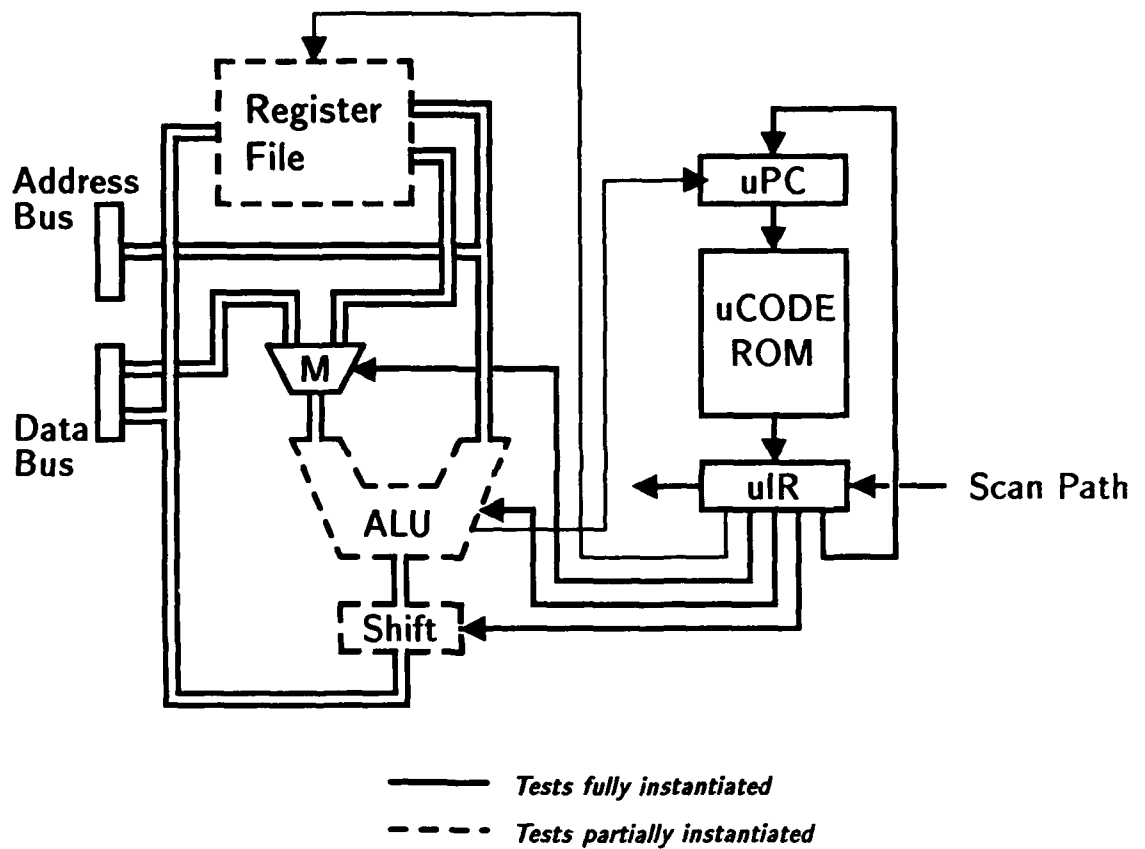 Register
File
Address
Bus
uPC
uCODE
ROM
M
Data
Bus
uIR
Scan Path
ALU
Shift
Tests fully instantiated
Tests partially instantiated